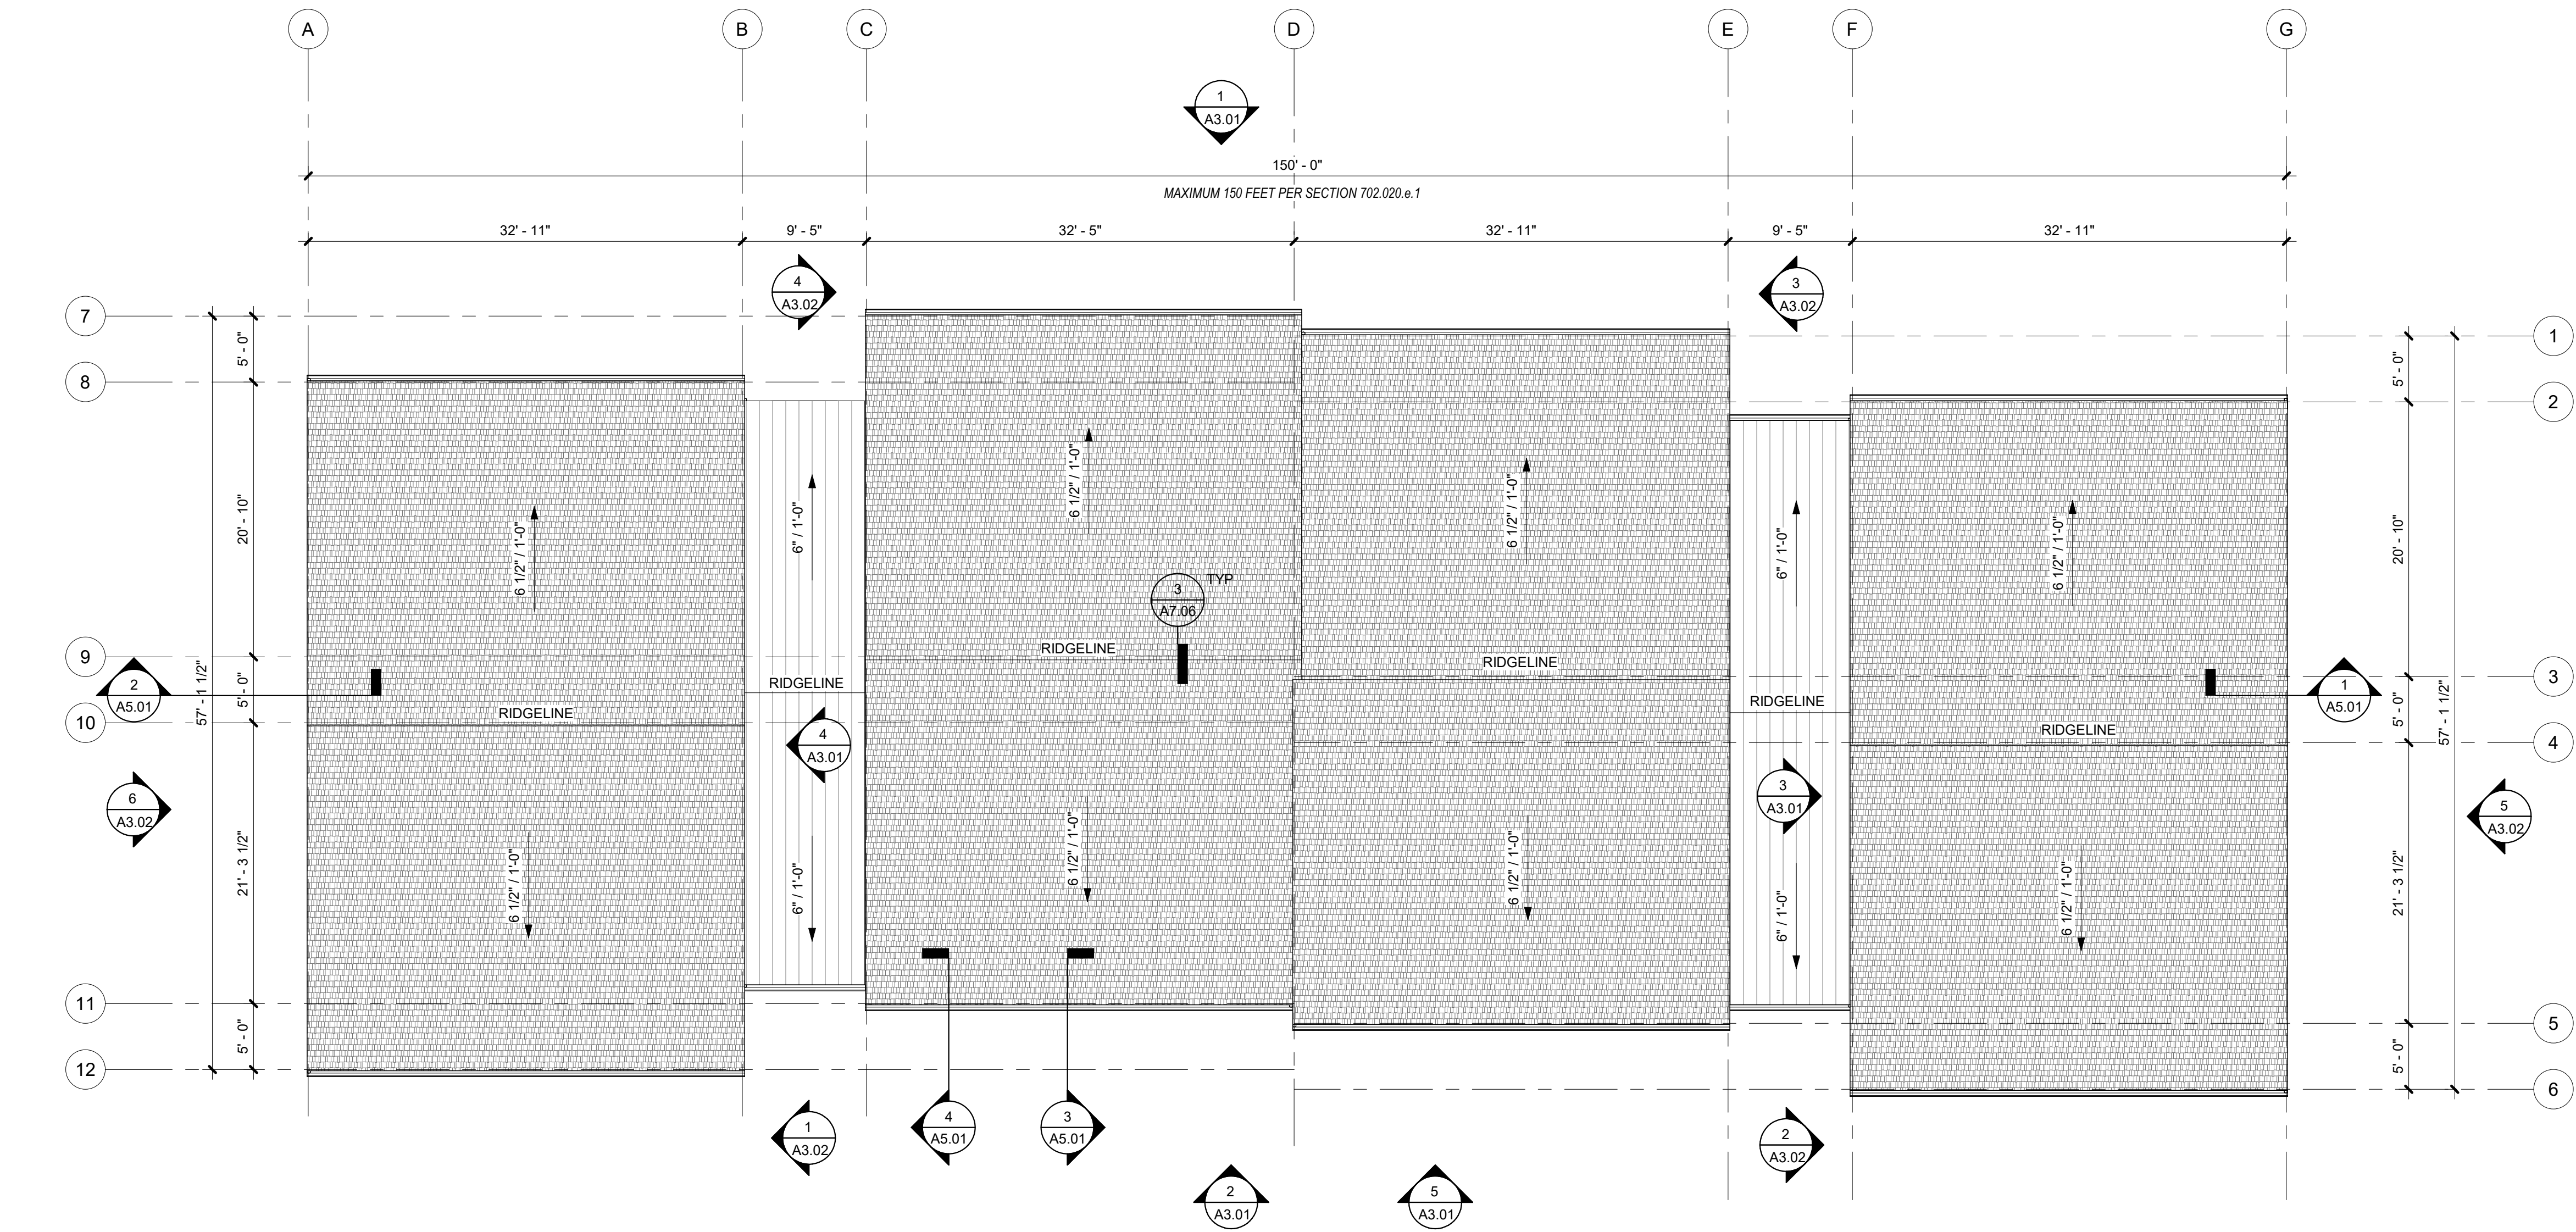 A B C D E F G
1
A3.01
150' - 0"
MAXIMUM 150 FEET PER SECTION 702.020.e.1
32' - 11" 9' - 5" 32' - 5" 32' - 11" 9' - 5" 32' - 11"
4
A3.02
3
A3.02
7
8
9
10
11
12
5' - 0"
20' - 10"
5' - 0"
21' - 3 1/2"
5' - 0"
57' - 1 1/2"
2
A5.01
6
A3.02
6 1/2" / 1'-0"
RIDGELINE
6 1/2" / 1'-0"
6" / 1'-0"
RIDGELINE
4
A3.01
6" / 1'-0"
6 1/2" / 1'-0"
3
A7.06
TYP
RIDGELINE
6 1/2" / 1'-0"
6 1/2" / 1'-0"
RIDGELINE
6 1/2" / 1'-0"
6" / 1'-0"
RIDGELINE
3
A3.01
6" / 1'-0"
6 1/2" / 1'-0"
RIDGELINE
6 1/2" / 1'-0"
1
A5.01
5
A3.02
5' - 0"
20' - 10"
5' - 0"
21' - 3 1/2"
5' - 0"
57' - 1 1/2"
1
2
3
4
5
6
1
A3.02
4
A5.01
3
A5.01
2
A3.02
2
A3.01
5
A3.01